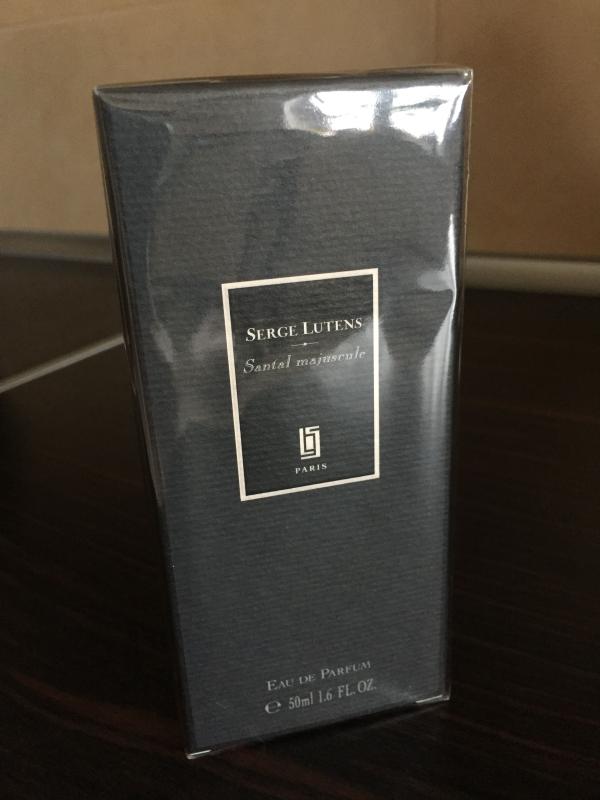 SERGE LUTENS
Santal majuscule
PARIS
EAU DE PARFUM
℮ 50ml 1.6 FL. OZ.